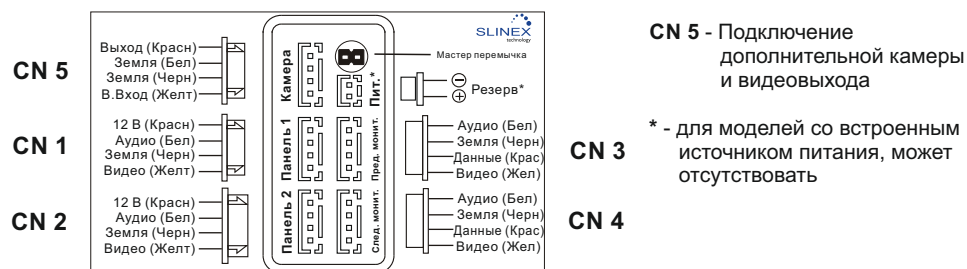 SLINEX
technology
CN 5
Выход (Красн)
Земля (Бел)
Земля (Черн)
В.Вход (Желт)
CN 1
12 В (Красн)
Аудио (Бел)
Земля (Черн)
Видео (Желт)
CN 2
12 В (Красн)
Аудио (Бел)
Земля (Черн)
Видео (Желт)
Камера
Пит.*
Панель 1
Пред. монит.
Панель 2
След. монит.
Мастер перемычка
Резерв*
Аудио (Бел)
Земля (Черн)
Данные (Крас)
Видео (Жел)
CN 3
Аудио (Бел)
Земля (Черн)
Данные (Крас)
Видео (Жел)
CN 4
CN 5 - Подключение
дополнительной камеры
и видеовыхода
* - для моделей со встроенным
источником питания, может
отсутствовать